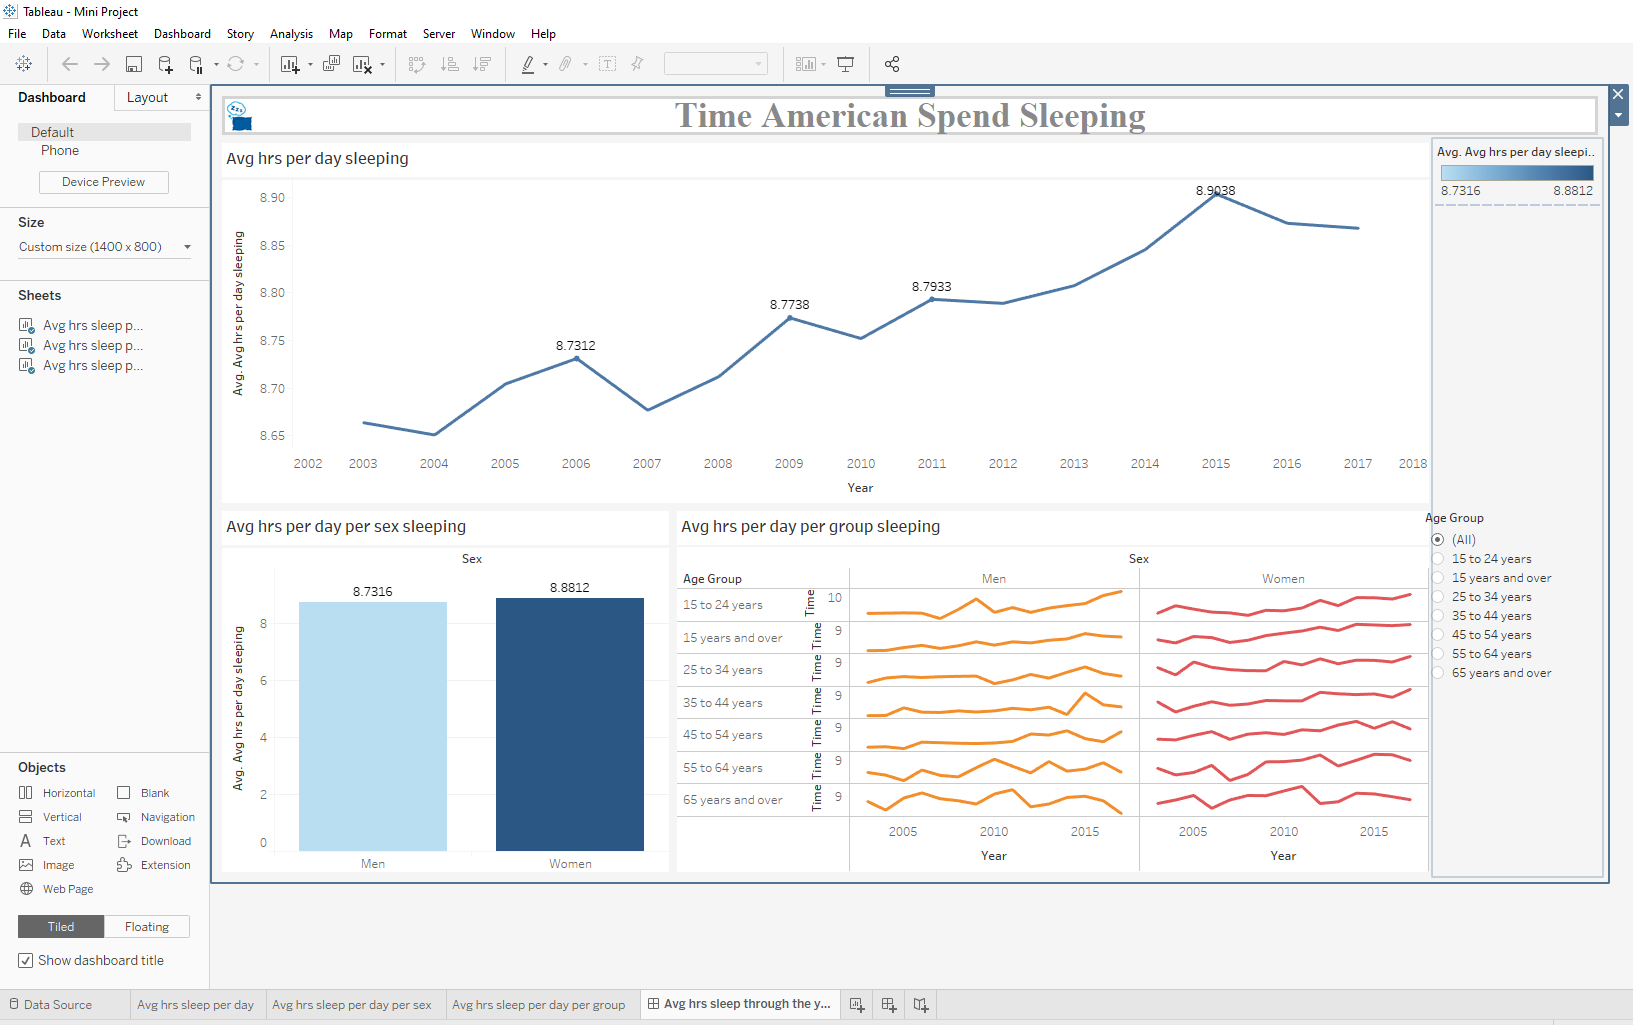 Tableau - Mini Project
File Data Worksheet Dashboard Story Analysis Map Format Server Window Help
Dashboard Layout
Default
Phone
Device Preview
Size
Custom size (1400 x 800)
Sheets
Avg hrs sleep p...
Avg hrs sleep p...
Avg hrs sleep p...
Objects
Horizontal Blank
Vertical Navigation
Text Download
Image Extension
Web Page
Tiled Floating
Show dashboard title
zzz
Time American Spend Sleeping
Avg hrs per day sleeping
Avg. Avg hrs per day sleeping
8.90
8.85
8.80
8.75
8.70
8.65
8.7312
8.7738
8.7933
8.9038
2002 2003 2004 2005 2006 2007 2008 2009 2010 2011 2012 2013 2014 2015 2016 2017 2018
Year
Avg. Avg hrs per day sleepi..
8.7316 8.8812
Avg hrs per day per sex sleeping
Sex
Avg. Avg hrs per day sleeping
8
6
4
2
0
8.7316
8.8812
Men Women
Avg hrs per day per group sleeping
Sex
Age Group Men Women
15 to 24 years Time 10
15 years and over Time 9
25 to 34 years Time 9
35 to 44 years Time 9
45 to 54 years Time 9
55 to 64 years Time 9
65 years and over Time 9
2005 2010 2015 2005 2010 2015
Year Year
Age Group
(All)
15 to 24 years
15 years and over
25 to 34 years
35 to 44 years
45 to 54 years
55 to 64 years
65 years and over
Data Source Avg hrs sleep per day Avg hrs sleep per day per sex Avg hrs sleep per day per group Avg hrs sleep through the y...